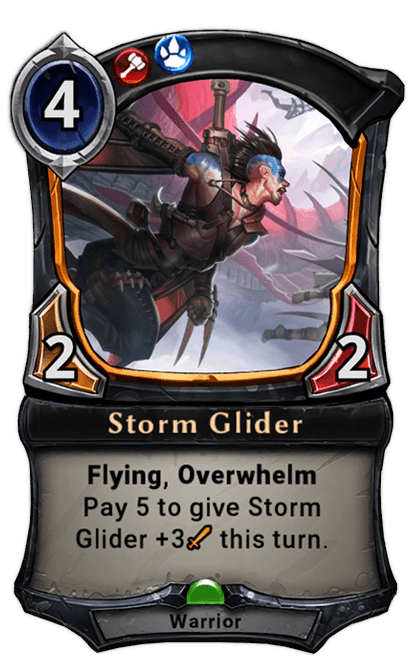 4
2
2
Storm Glider
Flying, Overwhelm
Pay 5 to give Storm
Glider +3 this turn.
Warrior